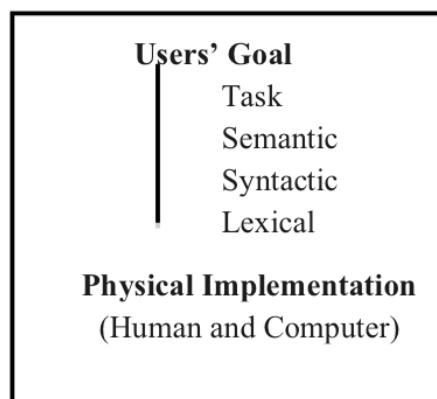 Users’ Goal
Task
Semantic
Syntactic
Lexical
Physical Implementation
(Human and Computer)